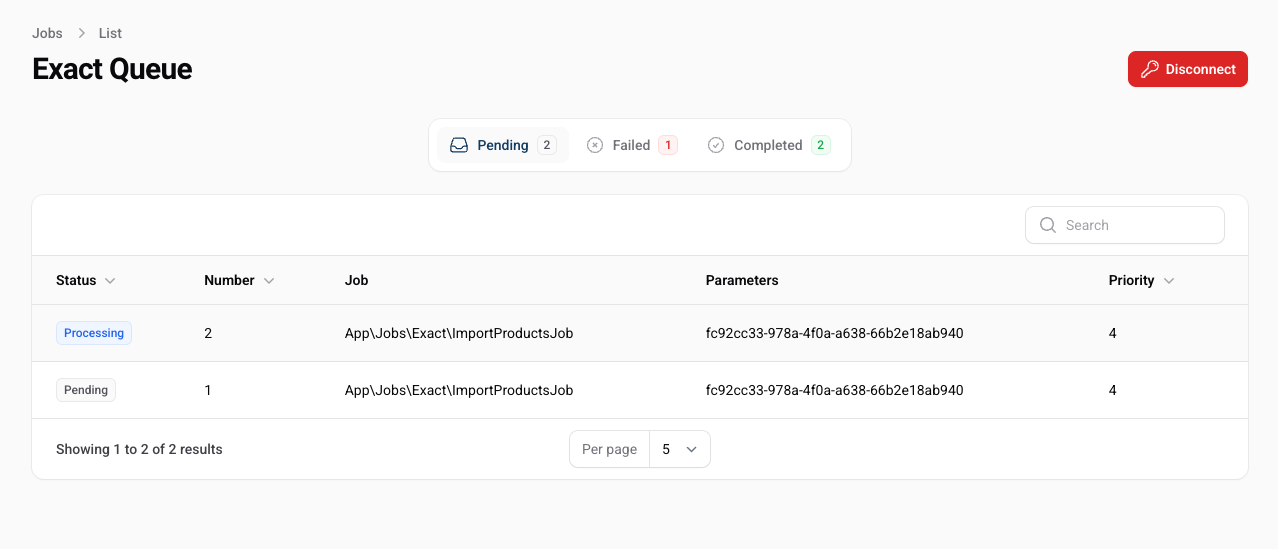 Jobs > List
Exact Queue
Disconnect
Pending 2 Failed 1 Completed 2
Search
Status Number Job Parameters Priority
Processing 2 App\Jobs\Exact\ImportProductsJob fc92cc33-978a-4f0a-a638-66b2e18ab940 4
Pending 1 App\Jobs\Exact\ImportProductsJob fc92cc33-978a-4f0a-a638-66b2e18ab940 4
Showing 1 to 2 of 2 results Per page 5